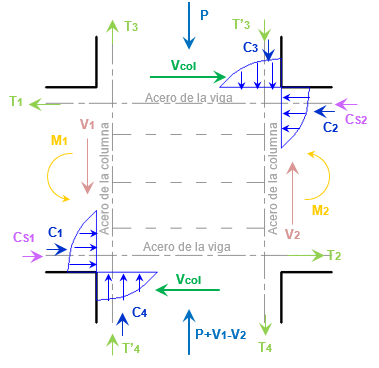 T3
P
T'3
C3
Vcol
Acero de la viga
T1
CS2
C2
V1
M1
Acero de la columna
Acero de la columna
M2
V2
C1
CS1
Acero de la viga
T2
Vcol
C4
P+V1-V2
T'4
T4